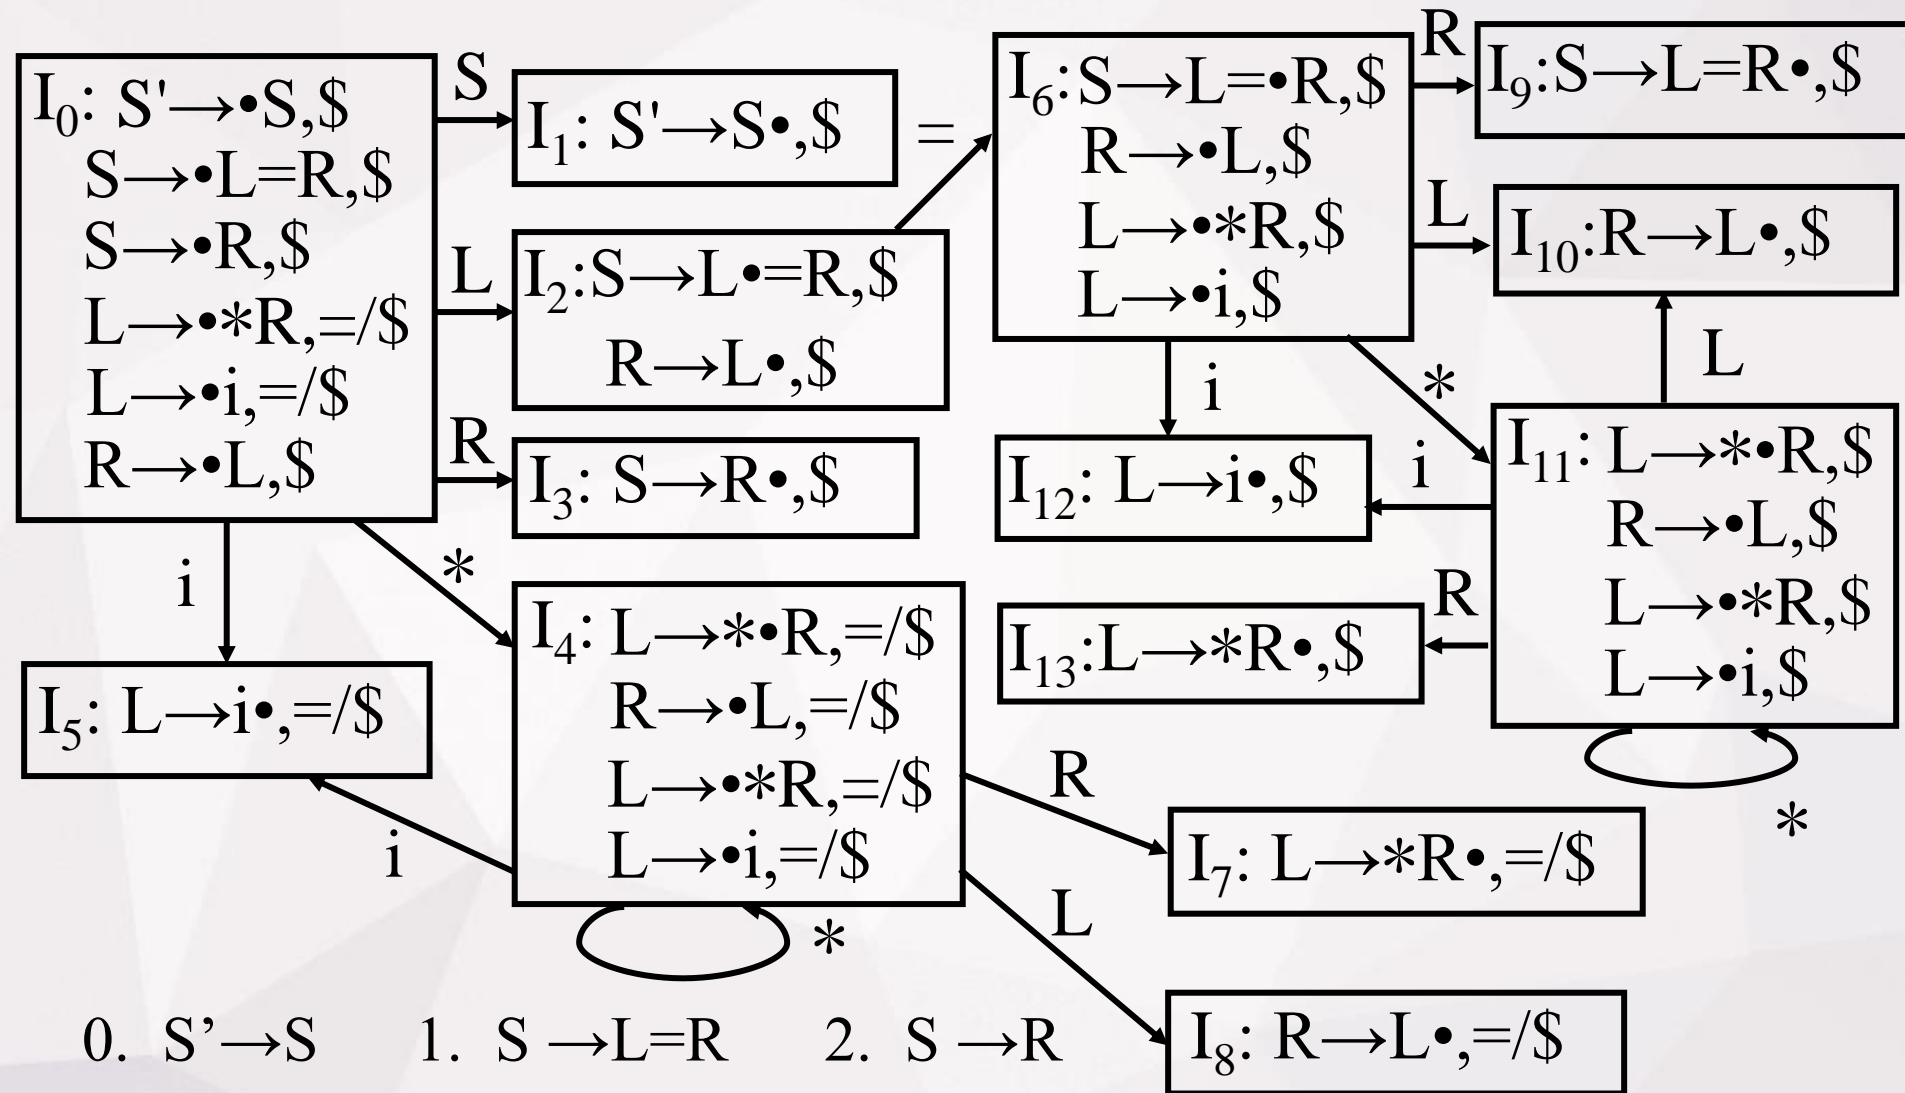 I0: S'→•S,$
S→•L=R,$
S→•R,$
L→•*R,=/$
L→•i,=/$
R→•L,$
S
I1: S'→S•,$
L
I2:S→L•=R,$
R→L•,$
R
I3: S→R•,$
=
i
*
I4: L→*•R,=/$
R→•L,=/$
L→•*R,=/$
L→•i,=/$
I5: L→i•,=/$
i
*
I6:S→L=•R,$
R→•L,$
L→•*R,$
L→•i,$
R
I9:S→L=R•,$
L
I10:R→L•,$
L
i
*
I11: L→*•R,$
R→•L,$
L→•*R,$
L→•i,$
i
I12: L→i•,$
R
I13:L→*R•,$
*
R
I7: L→*R•,=/$
L
I8: R→L•,=/$
0. S’→S 1. S →L=R 2. S →R